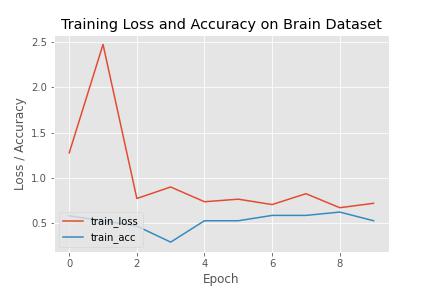 Training Loss and Accuracy on Brain Dataset
2.5
2.0
1.5
1.0
0.5
Loss / Accuracy
train_loss
train_acc
0 2 4 6 8
Epoch